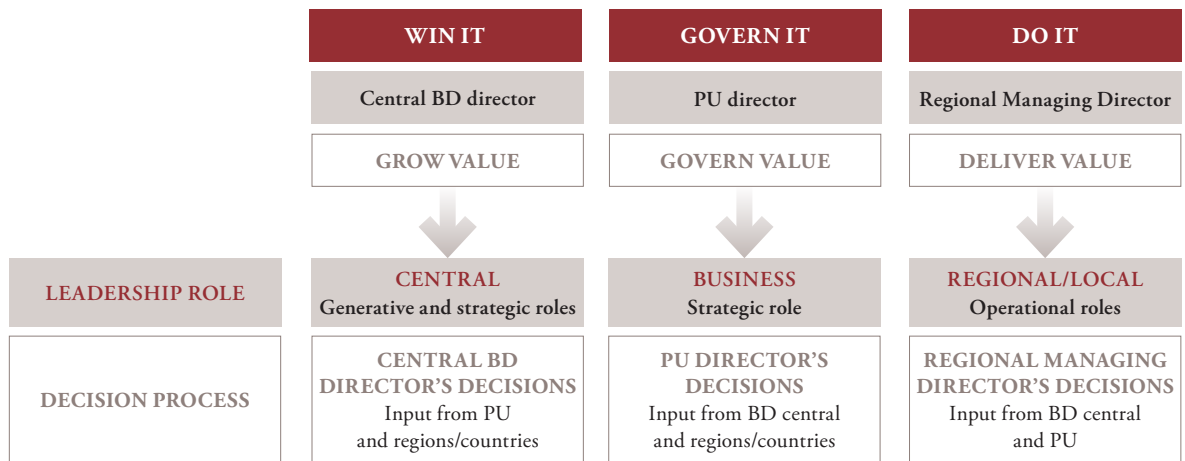 WIN IT
GOVERN IT
DO IT
Central BD director
PU director
Regional Managing Director
GROW VALUE
GOVERN VALUE
DELIVER VALUE
LEADERSHIP ROLE
CENTRAL
Generative and strategic roles
BUSINESS
Strategic role
REGIONAL/LOCAL
Operational roles
DECISION PROCESS
CENTRAL BD
DIRECTOR’S DECISIONS
Input from PU
and regions/countries
PU DIRECTOR’S
DECISIONS
Input from BD central
and regions/countries
REGIONAL MANAGING
DIRECTOR’S DECISIONS
Input from BD central
and PU